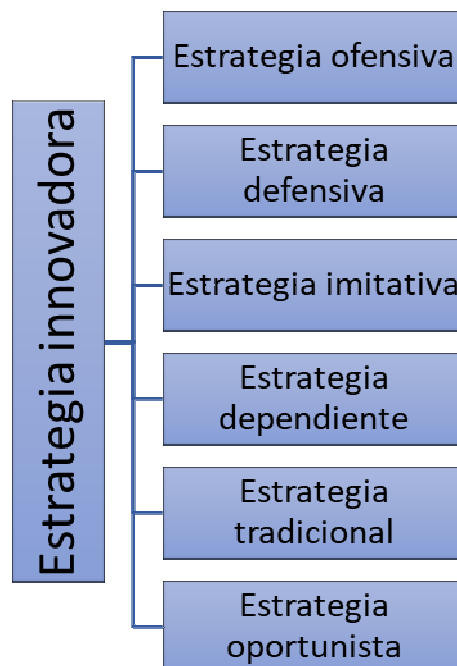 Estrategia innovadora
Estrategia ofensiva
Estrategia
defensiva
Estrategia imitativa
Estrategia
dependiente
Estrategia
tradicional
Estrategia
oportunista